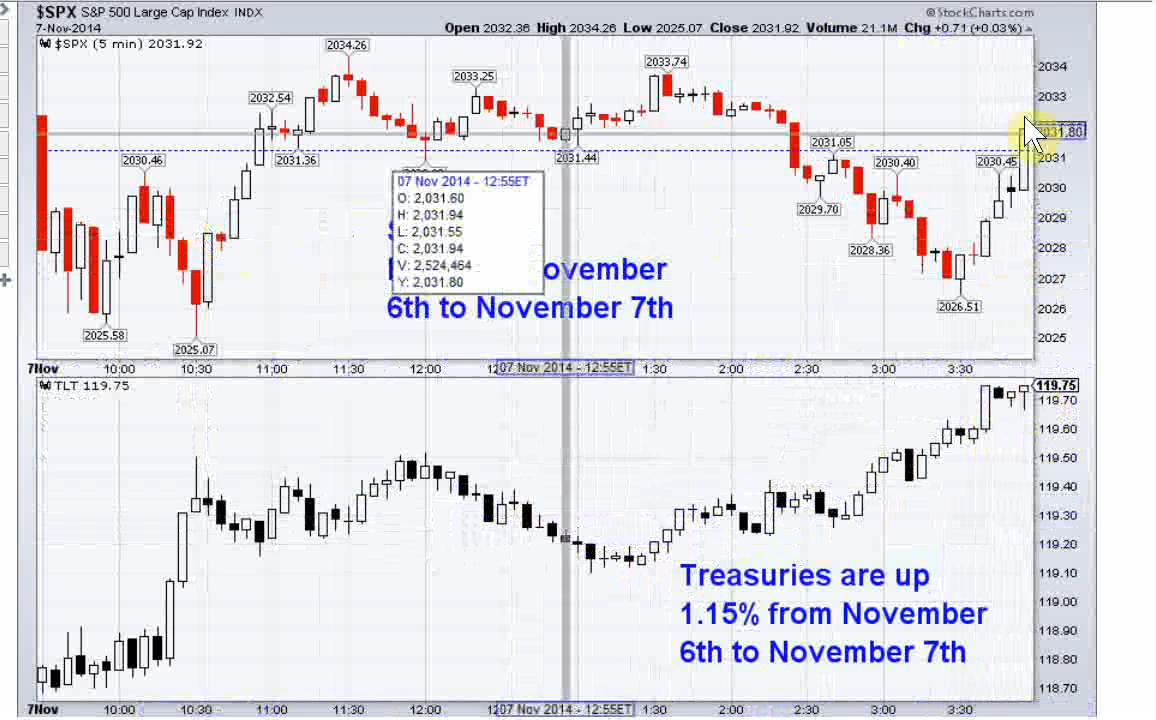 $SPX S&P 500 Large Cap Index INDX
@StockCharts.com
7-Nov-2014
Open 2032.36 High 2034.26 Low 2025.07 Close 2031.92 Volume 21.1M Chg +0.71 (+0.03%)
$SPX (5 min) 2031.92
2034.26
2033.74
2033.25
2032.54
2031.36
2031.44
2030.46
2031.05
2030.40
2030.45
2029.70
2028.36
2026.51
2025.58
2025.07
2034
2033
2031.80
2031
2030
2029
2028
2027
2026
2025
07 Nov 2014 - 12:55ET
O: 2,031.60
H: 2,031.94
L: 2,031.55
C: 2,031.94
V: 2,524,464
Y: 2,031.80
ovember
6th to November 7th
7Nov 10:00 10:30 11:00 11:30 12:00 07 Nov 2014 - 12:55ET 1:30 2:00 2:30 3:00 3:30
TLT 119.75
119.75
119.70
119.60
119.50
119.40
119.30
119.20
119.10
119.00
118.90
118.80
118.70
Treasuries are up
1.15% from November
6th to November 7th
7Nov 10:00 10:30 11:00 11:30 12:00 07 Nov 2014 - 12:55ET 1:30 2:00 2:30 3:00 3:30